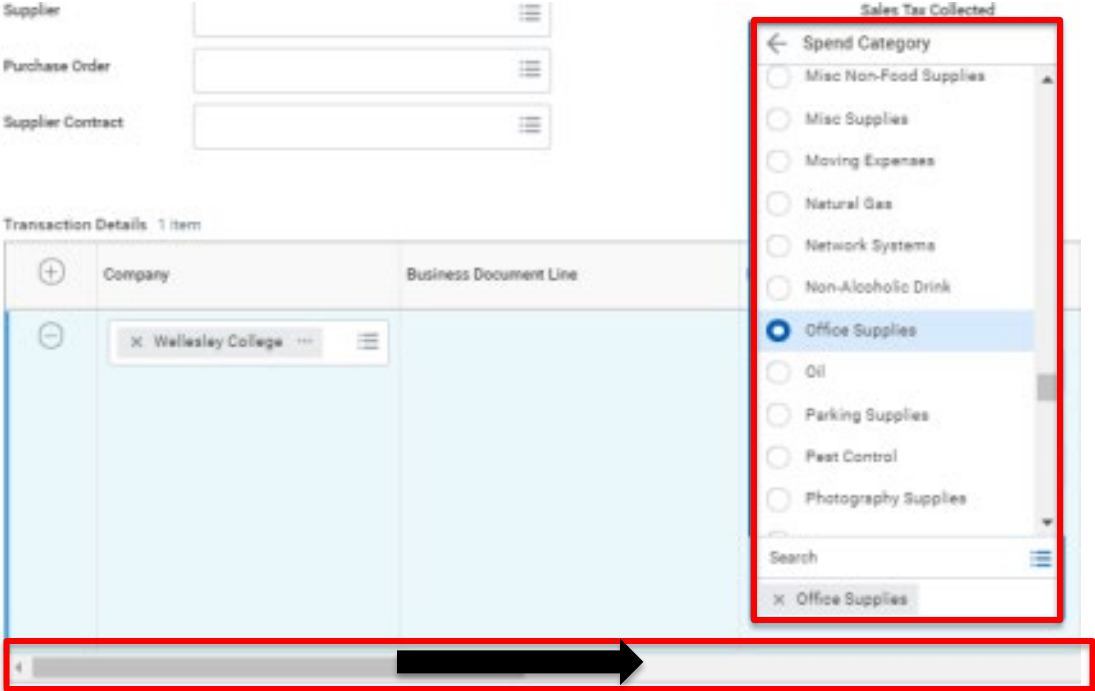 Supplier
Sales Tax Collected
Purchase Order
Supplier Contract
Spend Category
Misc Non-Food Supplies
Misc Supplies
Moving Expenses
Natural Gas
Network Systems
Non-Alcoholic Drink
Office Supplies
Oil
Parking Supplies
Pest Control
Photography Supplies
Search
× Office Supplies
Transaction Details 1 item
Company
Business Document Line
× Wellesley College ...